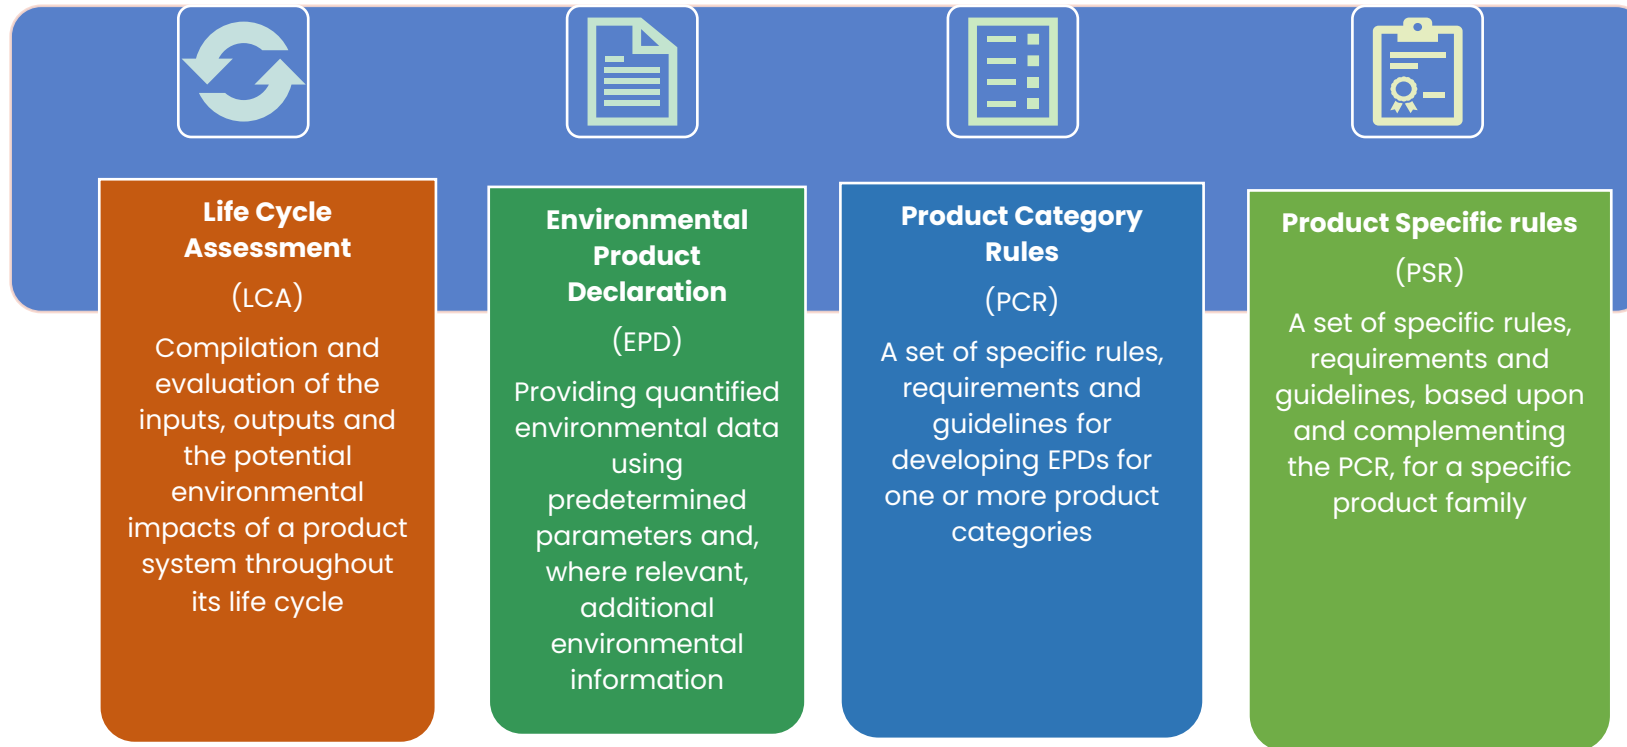 Life Cycle
Assessment
(LCA)
Compilation and
evaluation of the
inputs, outputs and
the potential
environmental
impacts of a product
system throughout
its life cycle
Environmental
Product
Declaration
(EPD)
Providing quantified
environmental data
using
predetermined
parameters and,
where relevant,
additional
environmental
information
Product Category
Rules
(PCR)
A set of specific rules,
requirements and
guidelines for
developing EPDs for
one or more product
categories
Product Specific rules
(PSR)
A set of specific rules,
requirements and
guidelines, based upon
and complementing
the PCR, for a specific
product family